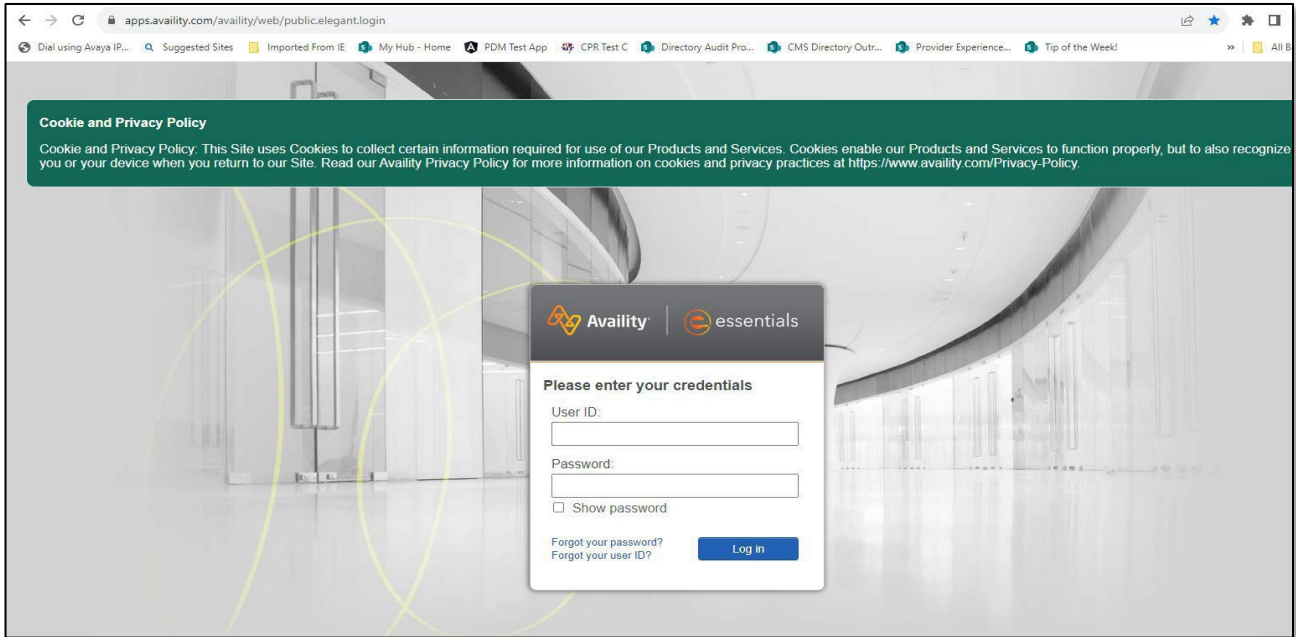 apps.availity.com/availity/web/public.elegant.login
Dial using Avaya IP... Suggested Sites Imported From IE My Hub - Home PDM Test App CPR Test C Directory Audit Pro... CMS Directory Outr... Provider Experience... Tip of the Week! » All B
Cookie and Privacy Policy
Cookie and Privacy Policy: This Site uses Cookies to collect certain information required for use of our Products and Services. Cookies enable our Products and Services to function properly, but to also recognize
you or your device when you return to our Site. Read our Availity Privacy Policy for more information on cookies and privacy practices at https://www.availity.com/Privacy-Policy.
Availity essentials
Please enter your credentials
User ID:
Password:
Show password
Forgot your password?
Forgot your user ID?
Log in